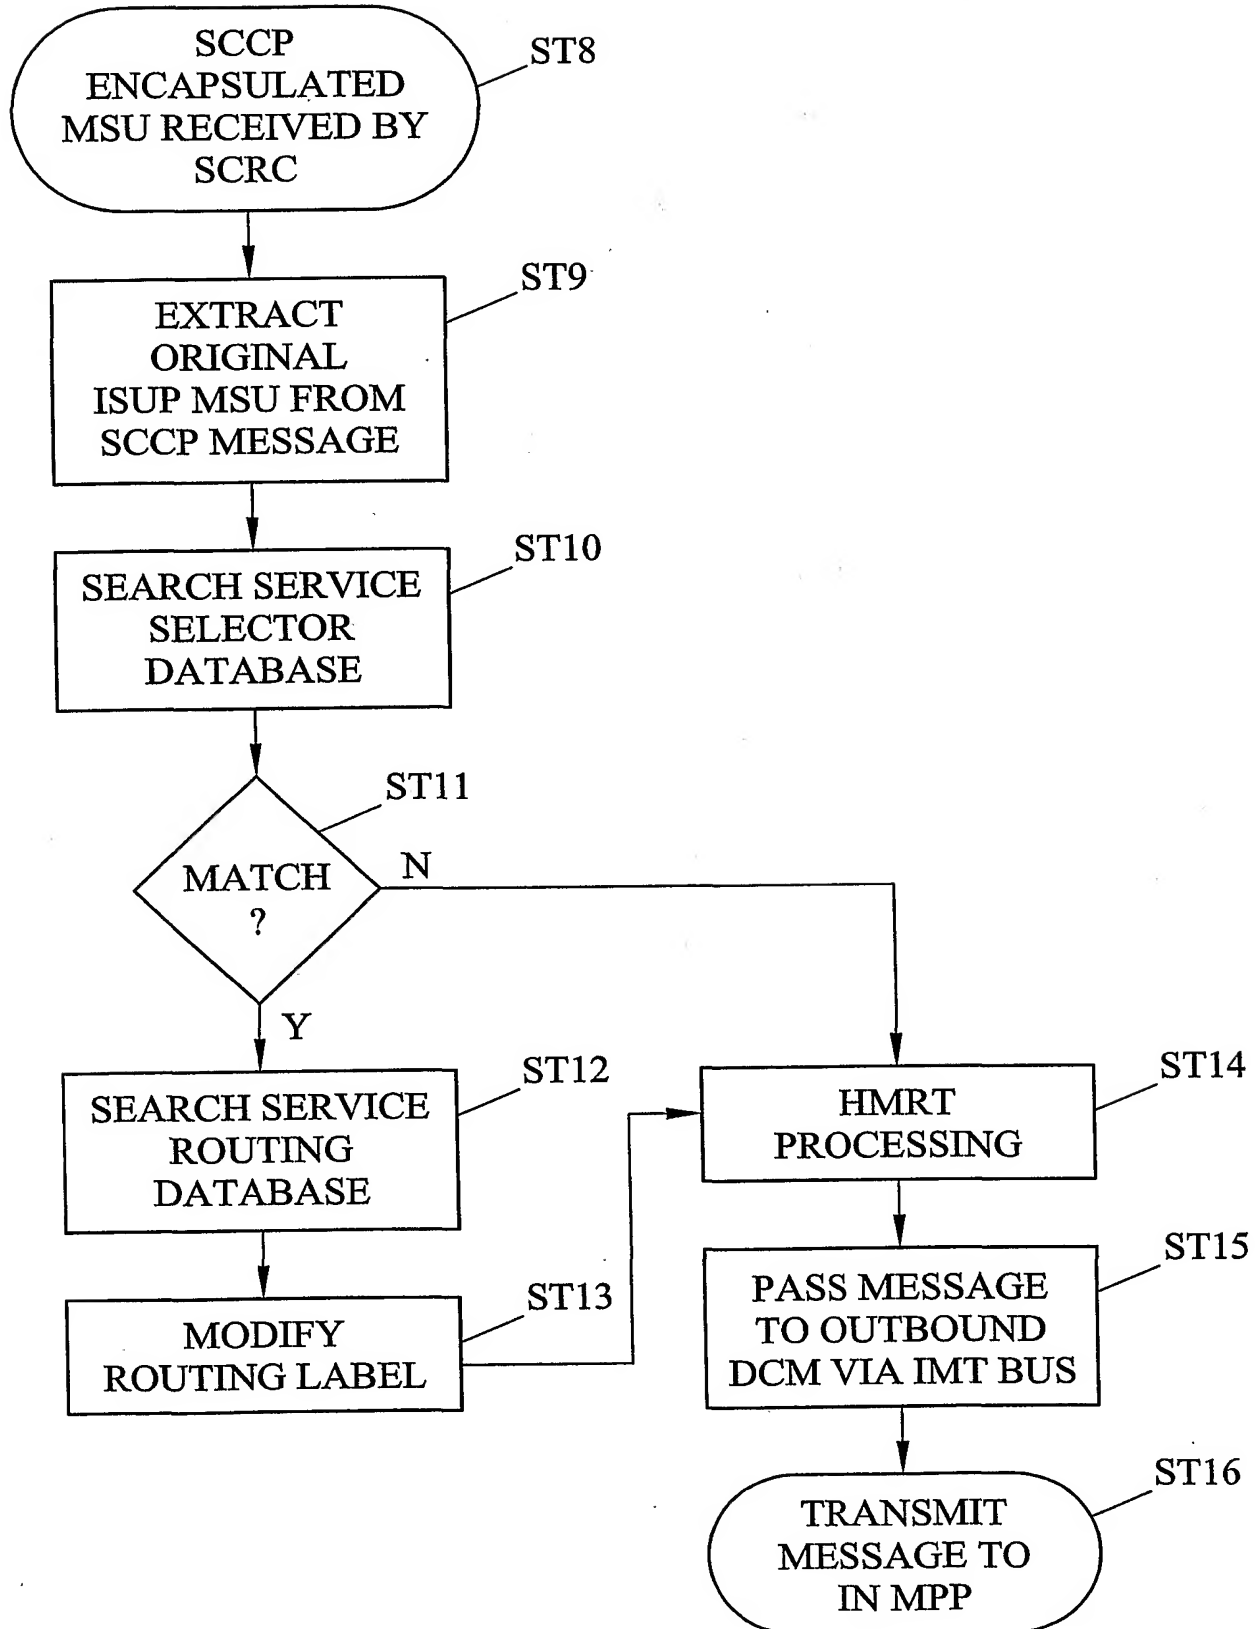 SCCP
ENCAPSULATED
MSU RECEIVED BY
SCRC
ST8
EXTRACT
ORIGINAL
ISUP MSU FROM
SCCP MESSAGE
ST9
SEARCH SERVICE
SELECTOR
DATABASE
ST10
MATCH
?
ST11
N
Y
SEARCH SERVICE
ROUTING
DATABASE
ST12
MODIFY
ROUTING LABEL
ST13
HMRT
PROCESSING
ST14
PASS MESSAGE
TO OUTBOUND
DCM VIA IMT BUS
ST15
TRANSMIT
MESSAGE TO
IN MPP
ST16